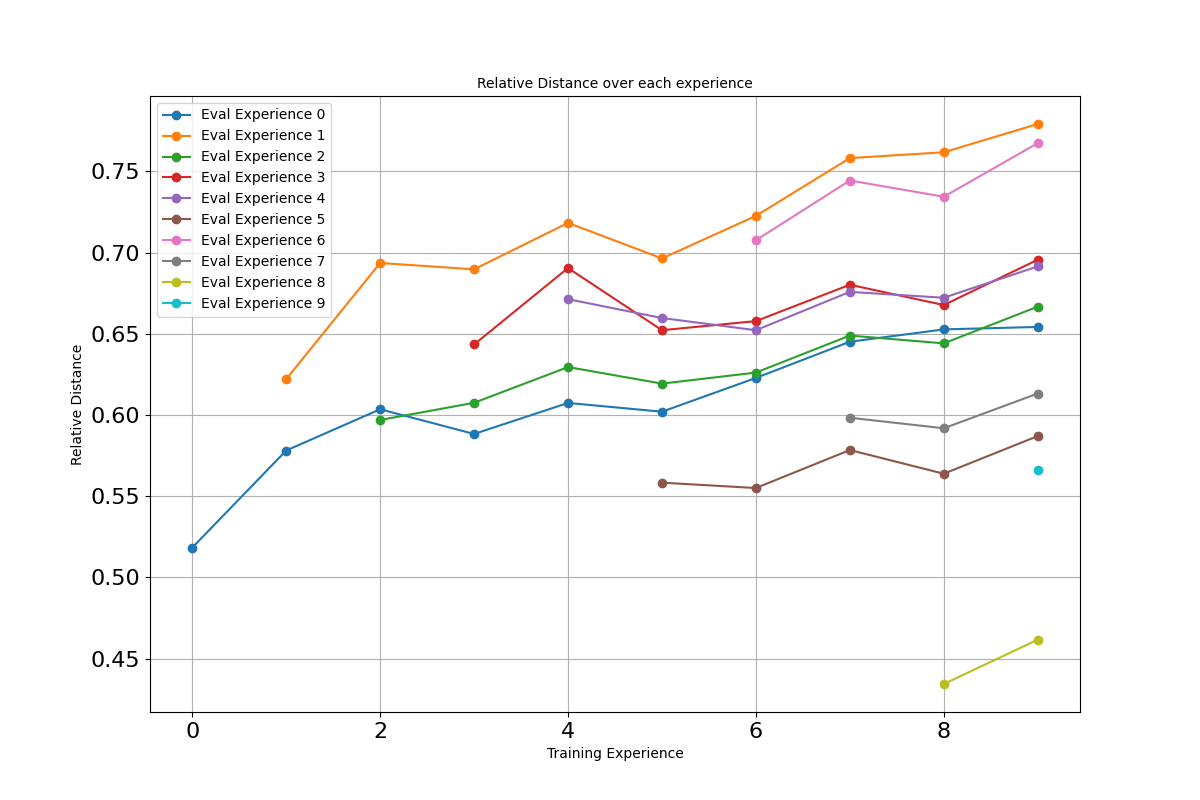 Relative Distance over each experience
Eval Experience 0
Eval Experience 1
Eval Experience 2
Eval Experience 3
Eval Experience 4
Eval Experience 5
Eval Experience 6
Eval Experience 7
Eval Experience 8
Eval Experience 9
0.75
0.70
0.65
0.60
0.55
0.50
0.45
Relative Distance
0 2 4 6 8
Training Experience